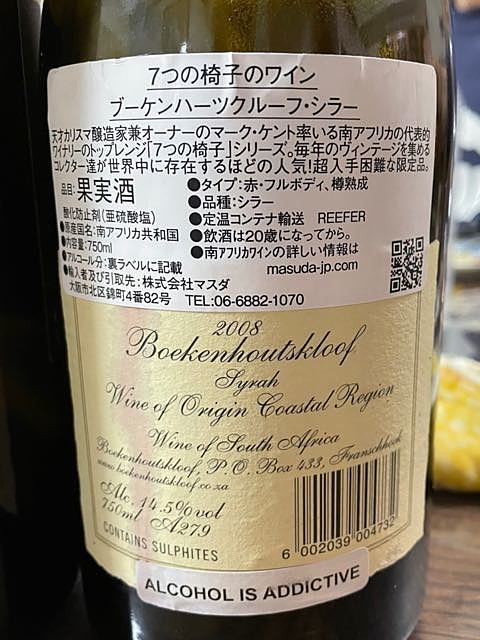 7つの椅子のワイン
ブーケンハーツクルーフ・シラー
天才カリスマ醸造家兼オーナーのマーク・ケント率いる南アフリカの代表的
ワイナリーのトップレンジ「7つの椅子」シリーズ。毎年のヴィンテージを集める
コレクター達が世界中に存在するほどの人気!超入手困難な限定品。
品目:果実酒
酸化防止剤(亜硫酸塩)
●原産国名:南アフリカ共和国
●内容量:750ml
●アルコール分:裏ラベルに記載
●輸入者及び引取先:株式会社マスダ
大阪市北区錦町4番82号 TEL:06-6882-1070
●タイプ:赤・フルボディ、樽熟成
●品種:シラー
●定温コンテナ輸送 REEFER
●飲酒は20歳になってから。
●南アフリカワインの詳しい情報は
masuda-jp.com
2008
Boekenhoutskloof
Syrah
Wine of Origin Coastal Region
Wine of South Africa
Boekenhoutskloof, P.O. Box 433, Franschhoek
www.boekenhoutskloof.co.za
Alc. 14.5%vol
750ml A279
CONTAINS SULPHITES
6 002039 004732
ALCOHOL IS ADDICTIVE